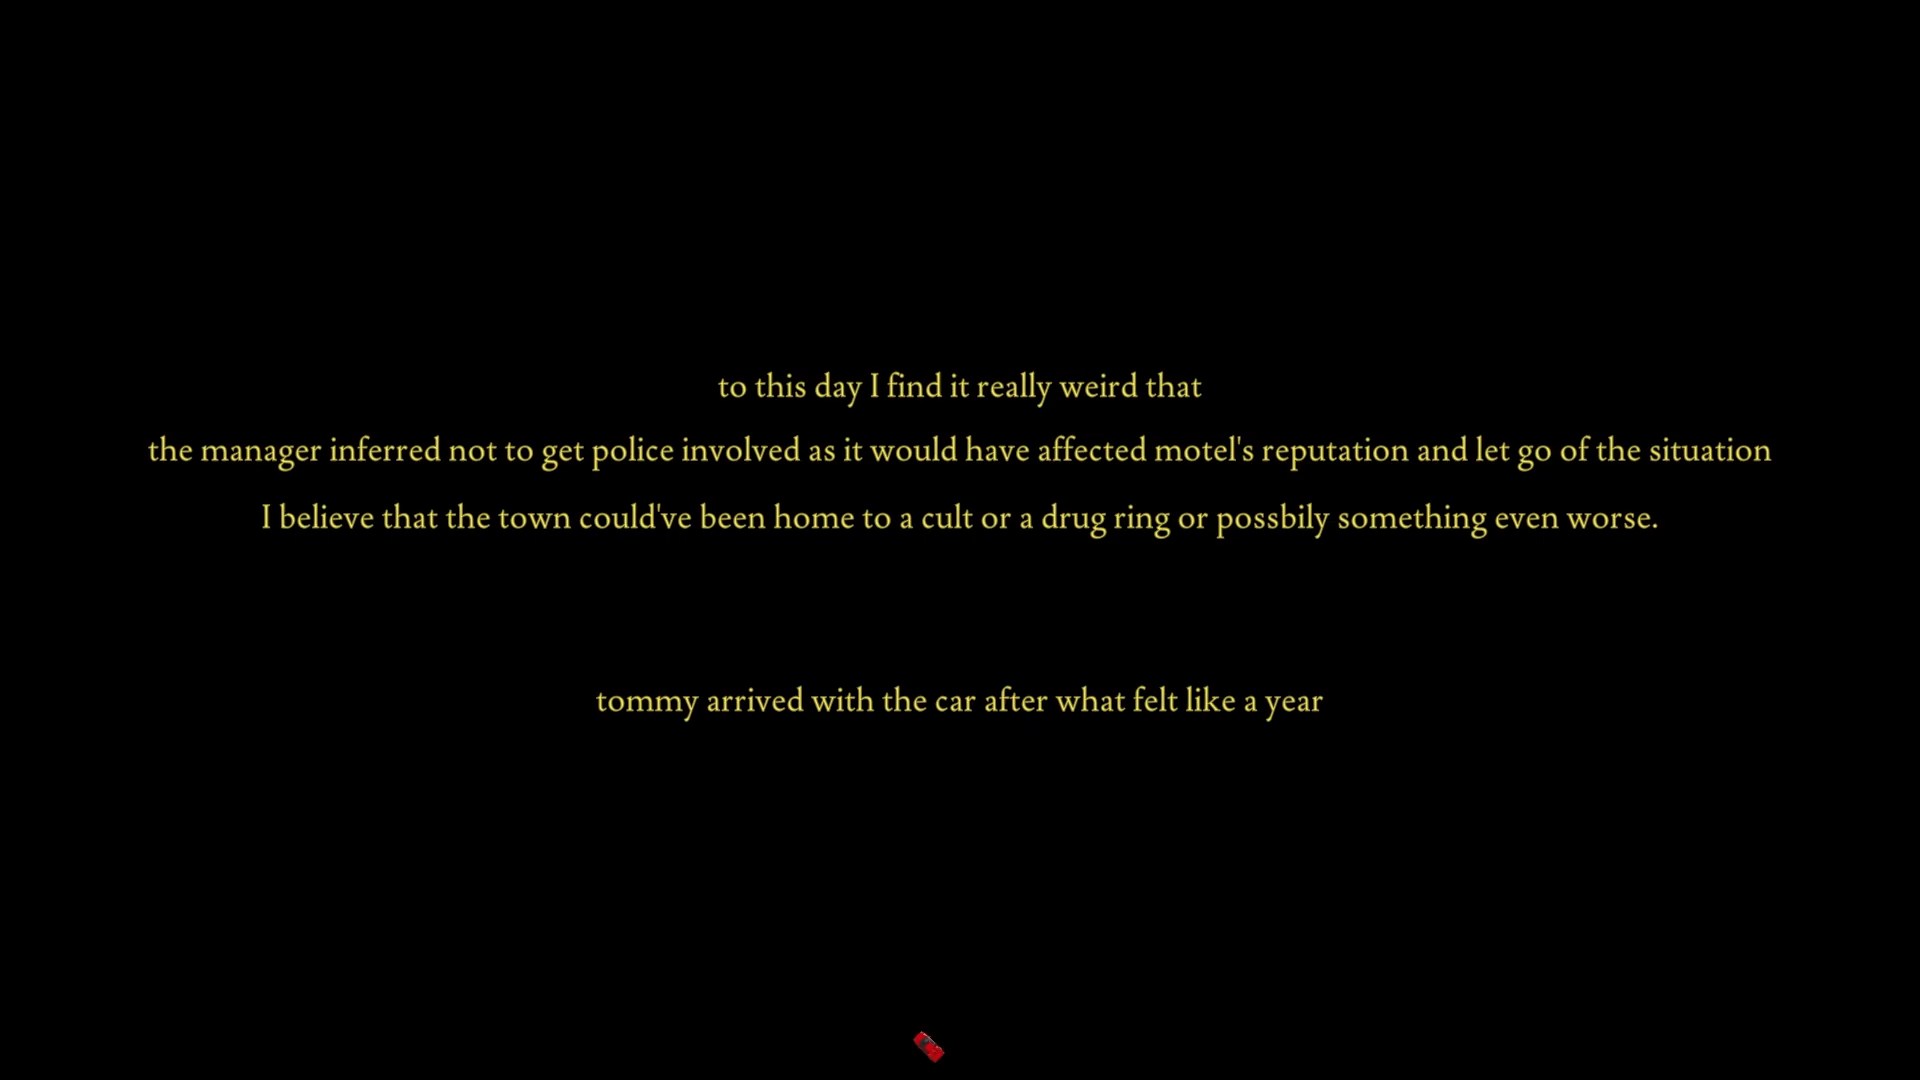 to this day I find it really weird that
the manager inferred not to get police involved as it would have affected motel's reputation and let go of the situation
I believe that the town could've been home to a cult or a drug ring or possbily something even worse.
tommy arrived with the car after what felt like a year